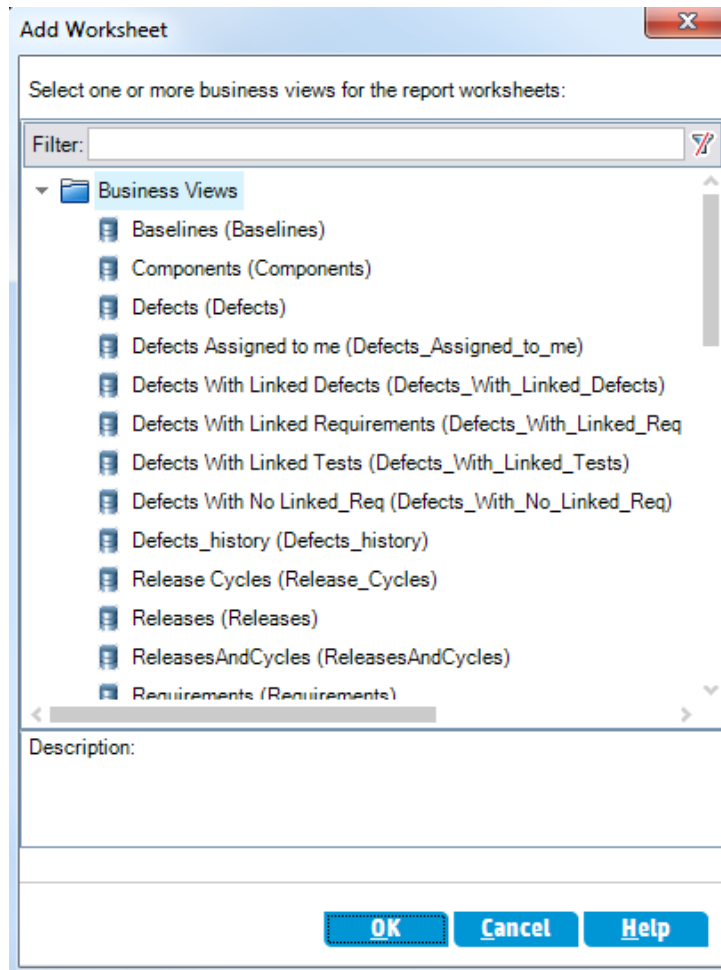 Add Worksheet
Select one or more business views for the report worksheets:
Filter:
Business Views
Baselines (Baselines)
Components (Components)
Defects (Defects)
Defects Assigned to me (Defects_Assigned_to_me)
Defects With Linked Defects (Defects_With_Linked_Defects)
Defects With Linked Requirements (Defects_With_Linked_Req
Defects With Linked Tests (Defects_With_Linked_Tests)
Defects With No Linked_Req (Defects_With_No_Linked_Req)
Defects_history (Defects_history)
Release Cycles (Release_Cycles)
Releases (Releases)
ReleasesAndCycles (ReleasesAndCycles)
Requirements (Requirements)
Description:
OK Cancel Help